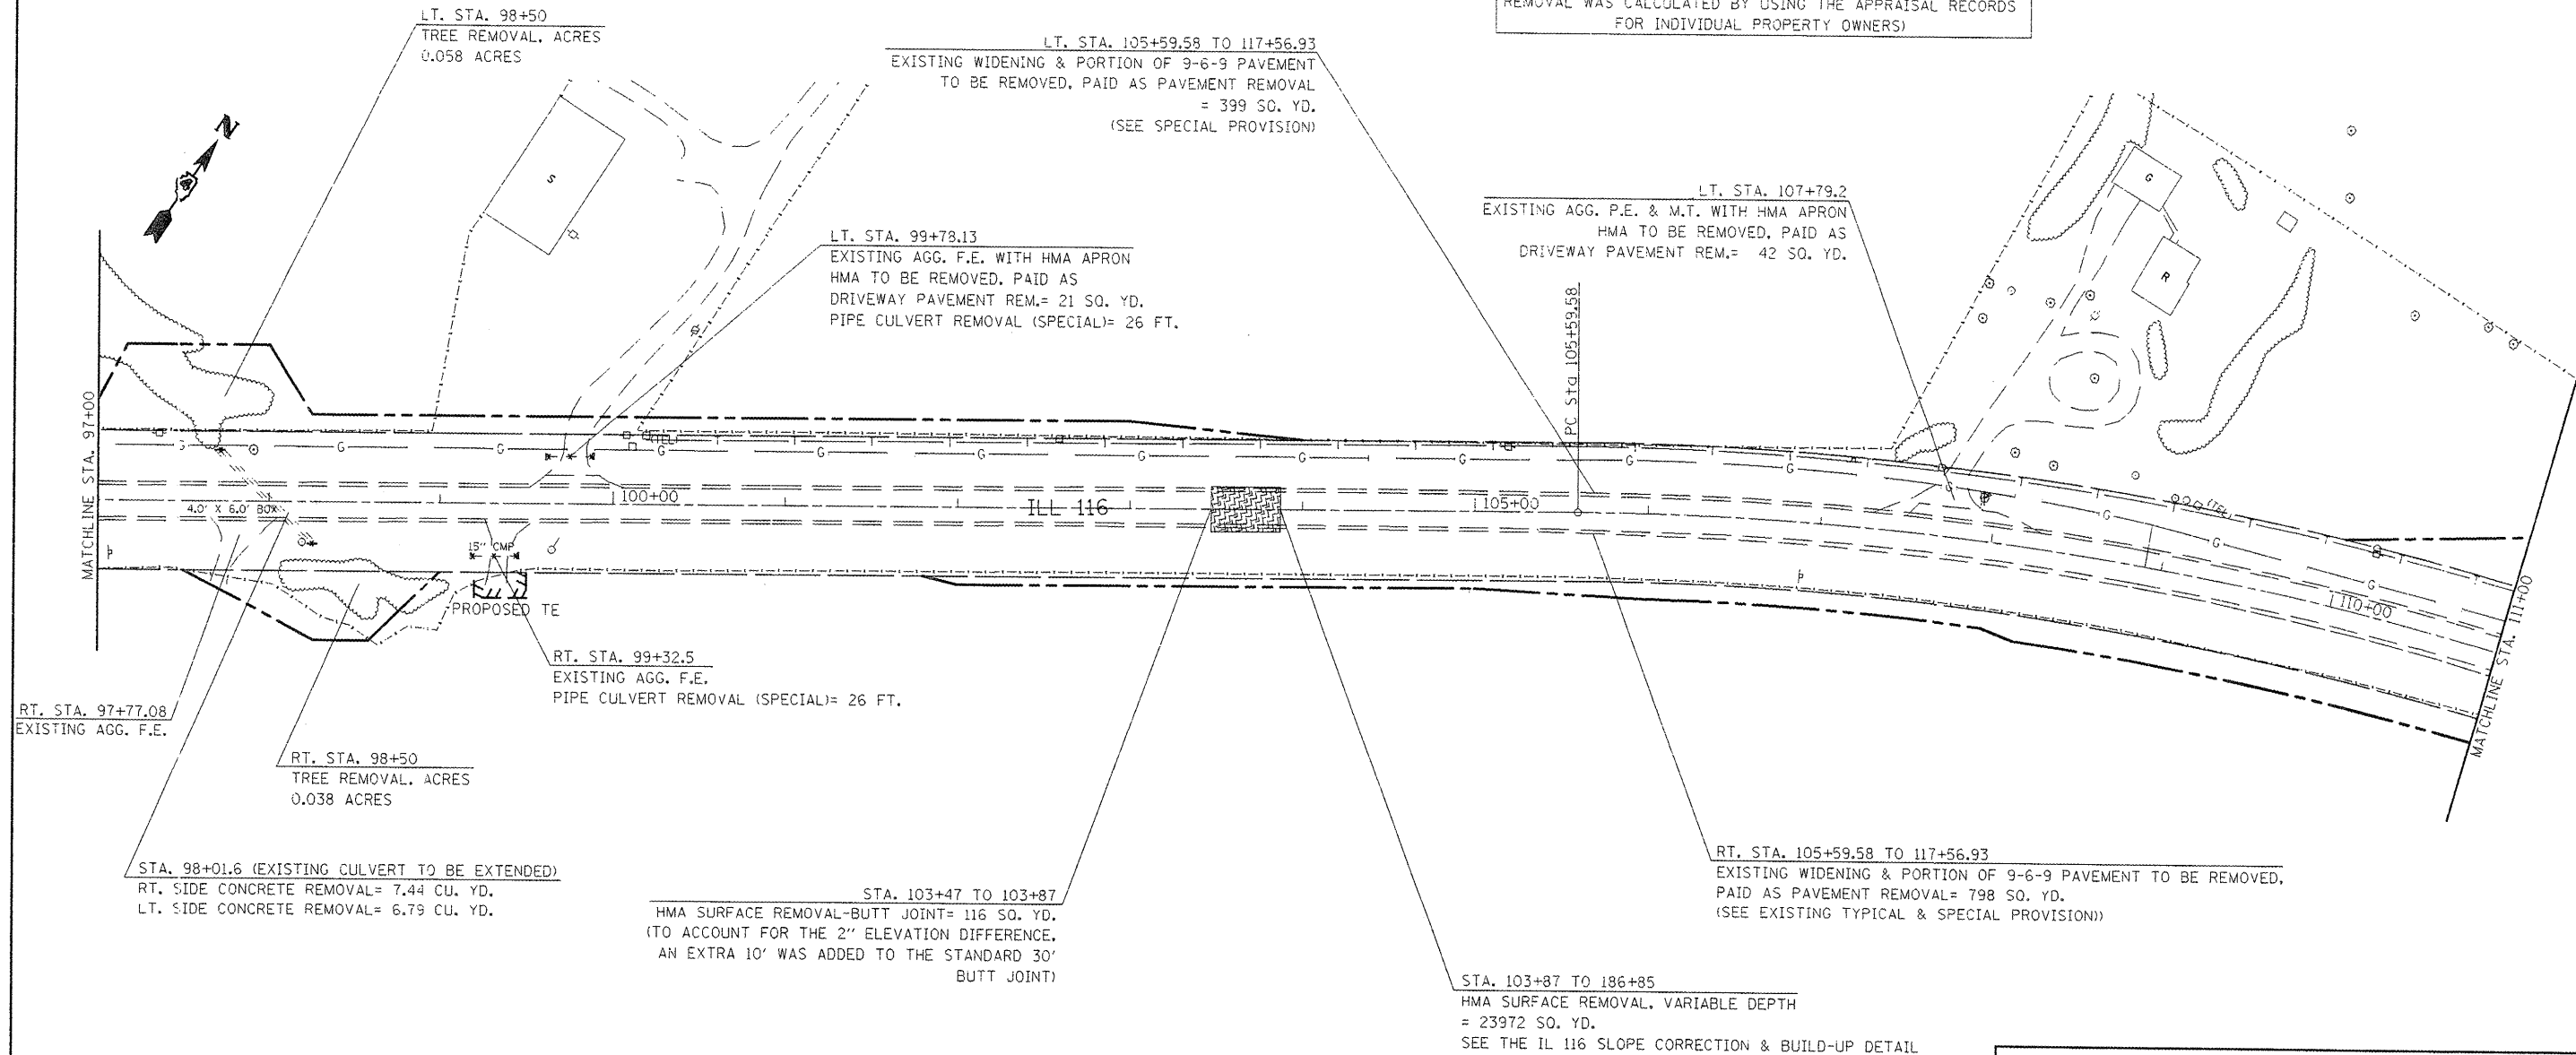 REMOVAL WAS CALCULATED BY USING THE APPRAISAL RECORDS
FOR INDIVIDUAL PROPERTY OWNERS)
LT. STA. 98+50
TREE REMOVAL, ACRES
0.058 ACRES
LT. STA. 105+59.58 TO 117+56.93
EXISTING WIDENING & PORTION OF 9-6-9 PAVEMENT
TO BE REMOVED, PAID AS PAVEMENT REMOVAL
= 399 SQ. YD.
(SEE SPECIAL PROVISION)
N
S
LT. STA. 99+78.13
EXISTING AGG. F.E. WITH HMA APRON
HMA TO BE REMOVED, PAID AS
DRIVEWAY PAVEMENT REM.= 21 SQ. YD.
PIPE CULVERT REMOVAL (SPECIAL)= 26 FT.
LT. STA. 107+79.2
EXISTING AGG. P.E. & M.T. WITH HMA APRON
HMA TO BE REMOVED, PAID AS
DRIVEWAY PAVEMENT REM.= 42 SQ. YD.
G
R
PC Sta 105+59.58
MATCHLINE STA. 97+00
G G G G G G G G G G G G G
(TEL)
(TEL)
4.0' X 6.0' BOX
100+00
ILL 116
105+00
110+00
15" CMP
PROPOSED TE
MATCHLINE STA. 111+00
RT. STA. 99+32.5
EXISTING AGG. F.E.
PIPE CULVERT REMOVAL (SPECIAL)= 26 FT.
RT. STA. 97+77.08
EXISTING AGG. F.E.
RT. STA. 98+50
TREE REMOVAL, ACRES
0.038 ACRES
STA. 98+01.6 (EXISTING CULVERT TO BE EXTENDED)
RT. SIDE CONCRETE REMOVAL= 7.44 CU. YD.
LT. SIDE CONCRETE REMOVAL= 6.79 CU. YD.
STA. 103+47 TO 103+87
HMA SURFACE REMOVAL-BUTT JOINT= 116 SQ. YD.
(TO ACCOUNT FOR THE 2" ELEVATION DIFFERENCE,
AN EXTRA 10' WAS ADDED TO THE STANDARD 30'
BUTT JOINT)
RT. STA. 105+59.58 TO 117+56.93
EXISTING WIDENING & PORTION OF 9-6-9 PAVEMENT TO BE REMOVED,
PAID AS PAVEMENT REMOVAL= 798 SQ. YD.
(SEE EXISTING TYPICAL & SPECIAL PROVISION))
STA. 103+87 TO 186+85
HMA SURFACE REMOVAL, VARIABLE DEPTH
= 23972 SQ. YD.
SEE THE IL 116 SLOPE CORRECTION & BUILD-UP DETAIL